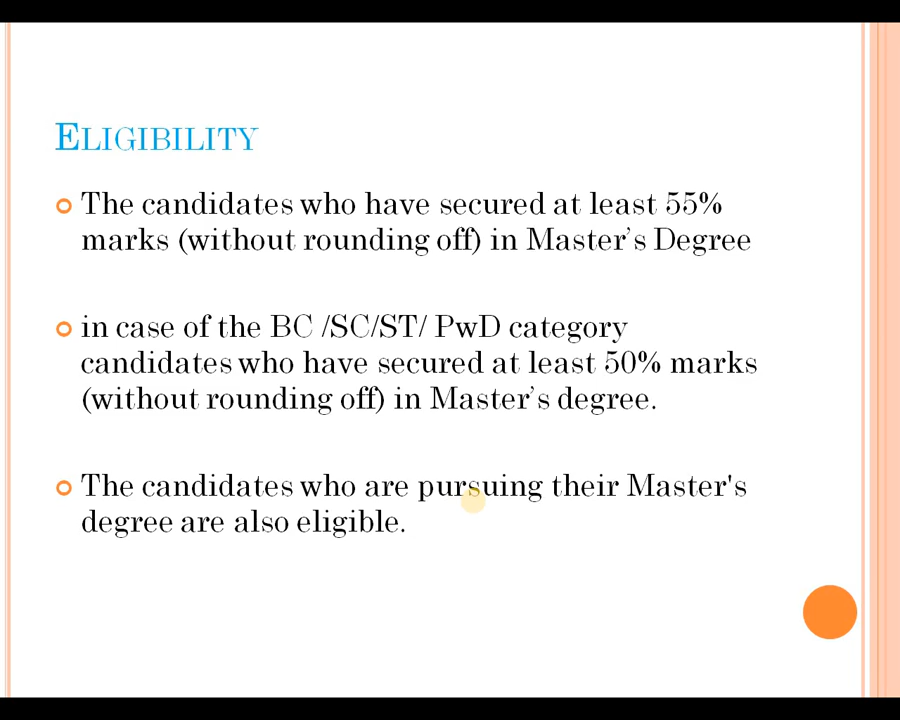 ELIGIBILITY
The candidates who have secured at least 55%
marks (without rounding off) in Master’s Degree
in case of the BC /SC/ST/ PwD category
candidates who have secured at least 50% marks
(without rounding off) in Master’s degree.
The candidates who are pursuing their Master's
degree are also eligible.